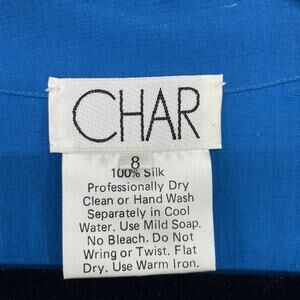 CHAR
8
100% Silk
Professionally Dry
Clean or Hand Wash
Separately in Cool
Water. Use Mild Soap.
No Bleach. Do Not
Wring or Twist. Flat
Dry. Use Warm Iron.